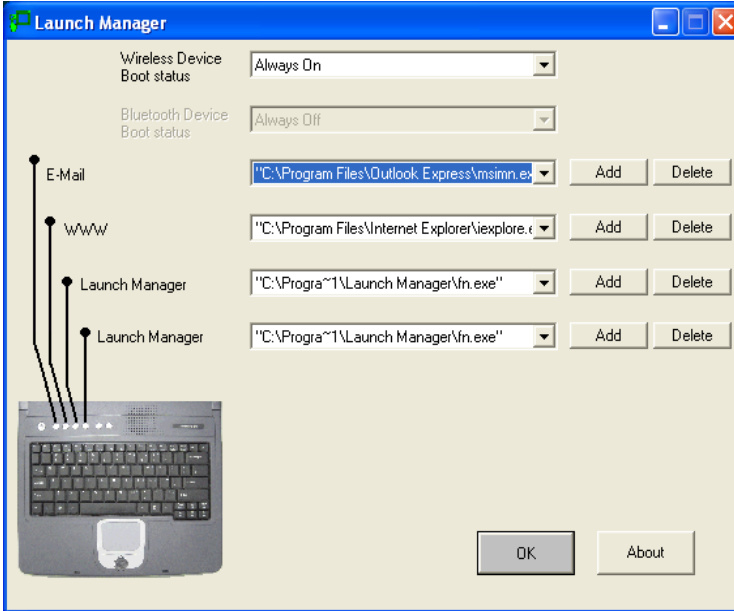 Launch Manager
Wireless Device
Boot status
Always On
Bluetooth Device
Boot status
Always Off
E-Mail
"C:\Program Files\Outlook Express\msimn.ex
Add
Delete
WWW
"C:\Program Files\Internet Explorer\iexplore.e
Add
Delete
Launch Manager
"C:\Progra~1\Launch Manager\fn.exe"
Add
Delete
Launch Manager
"C:\Progra~1\Launch Manager\fn.exe"
Add
Delete
OK
About